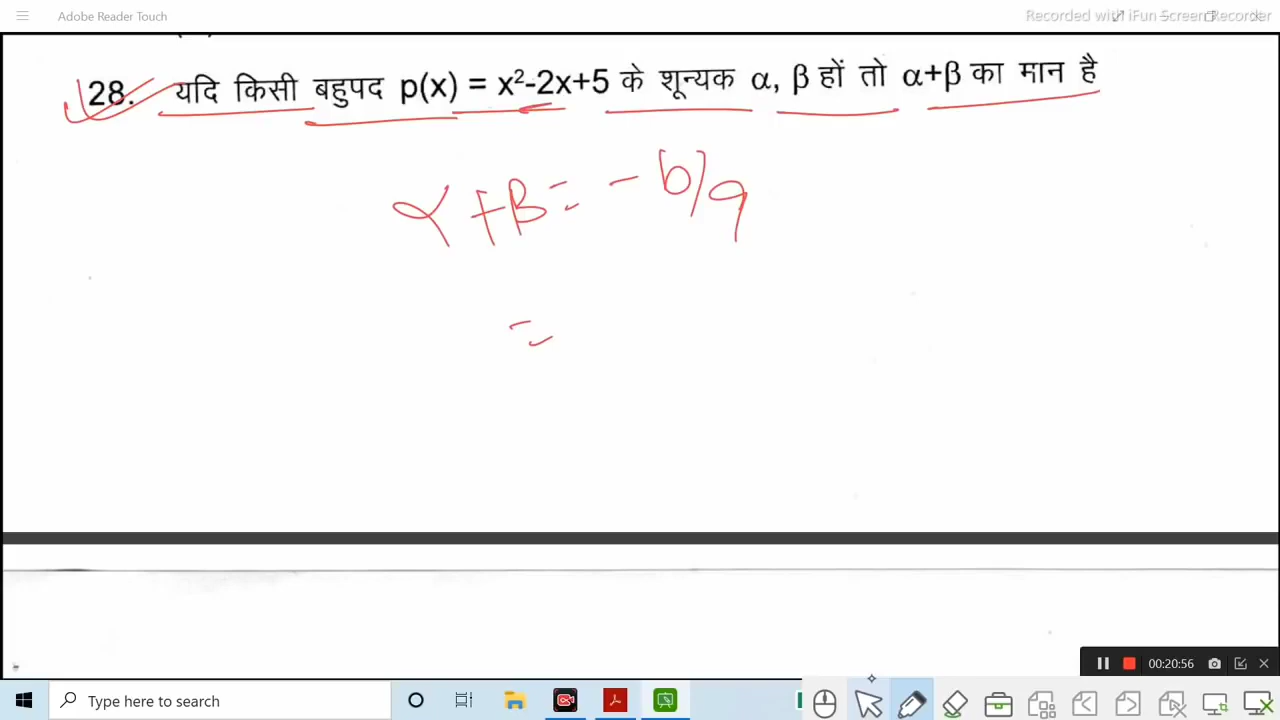 Adobe Reader Touch
Recorded with iFun Screen Recorder
28. यदि किसी बहुपद p(x) = x²-2x+5 के शून्यक α, β हों तो α+β का मान है
α+β = - b/a
=
00:20:56
Type here to search